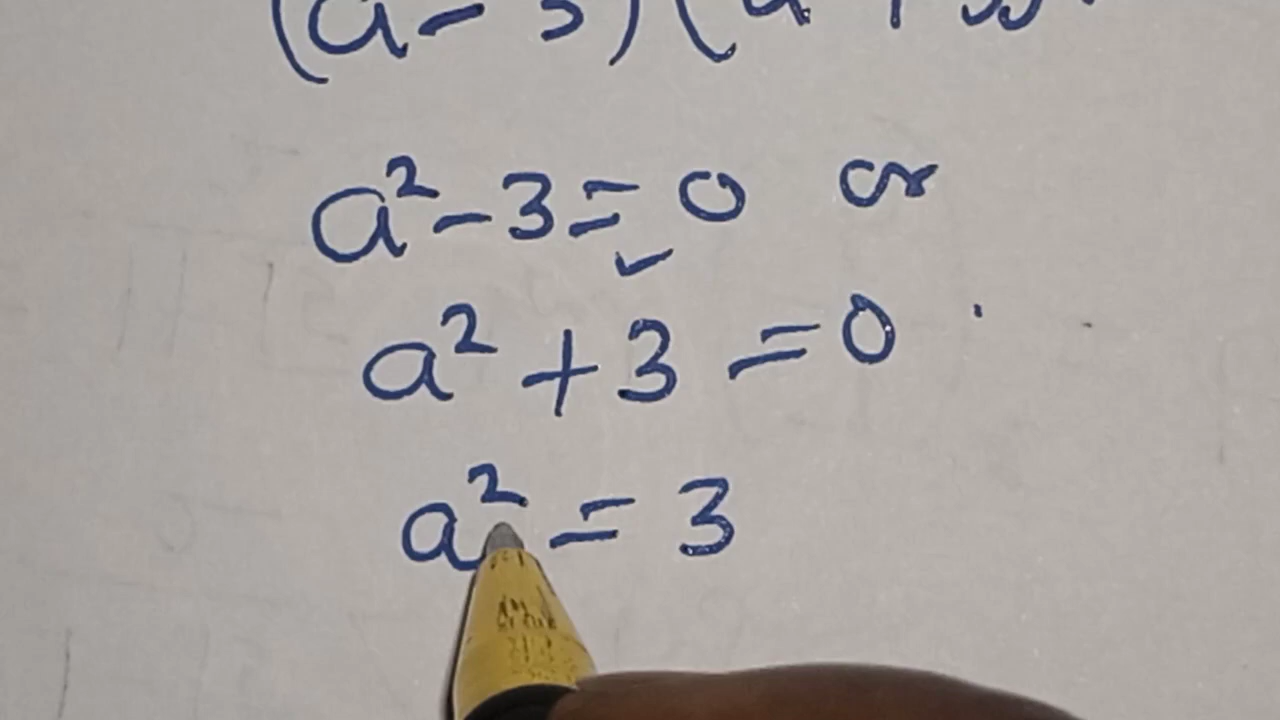 a² - 3 = 0 or
a² + 3 = 0
a² = 3